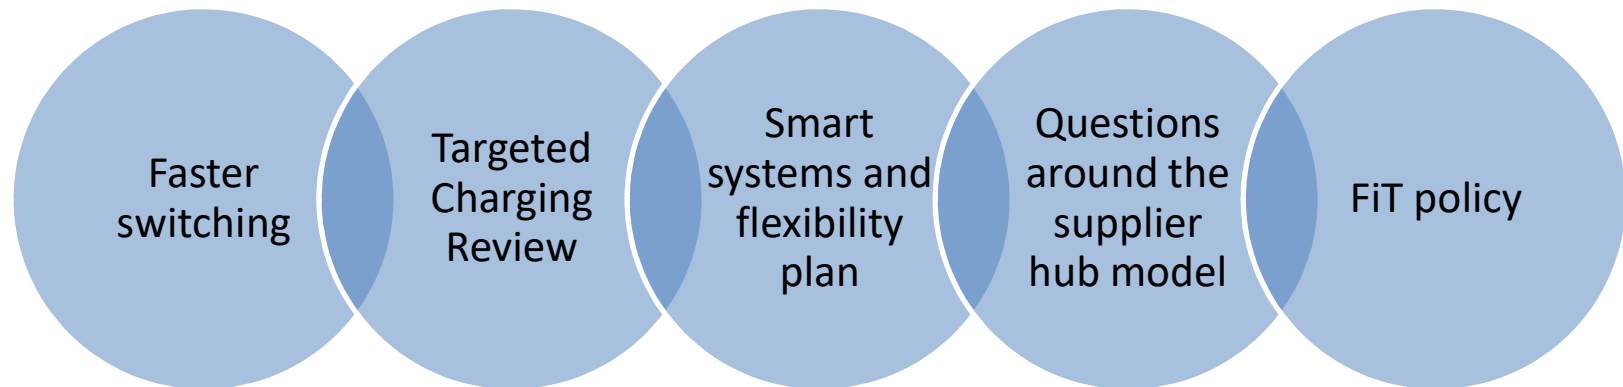 Faster
switching
Targeted
Charging
Review
Smart
systems and
flexibility
plan
Questions
around the
supplier
hub model
FiT policy